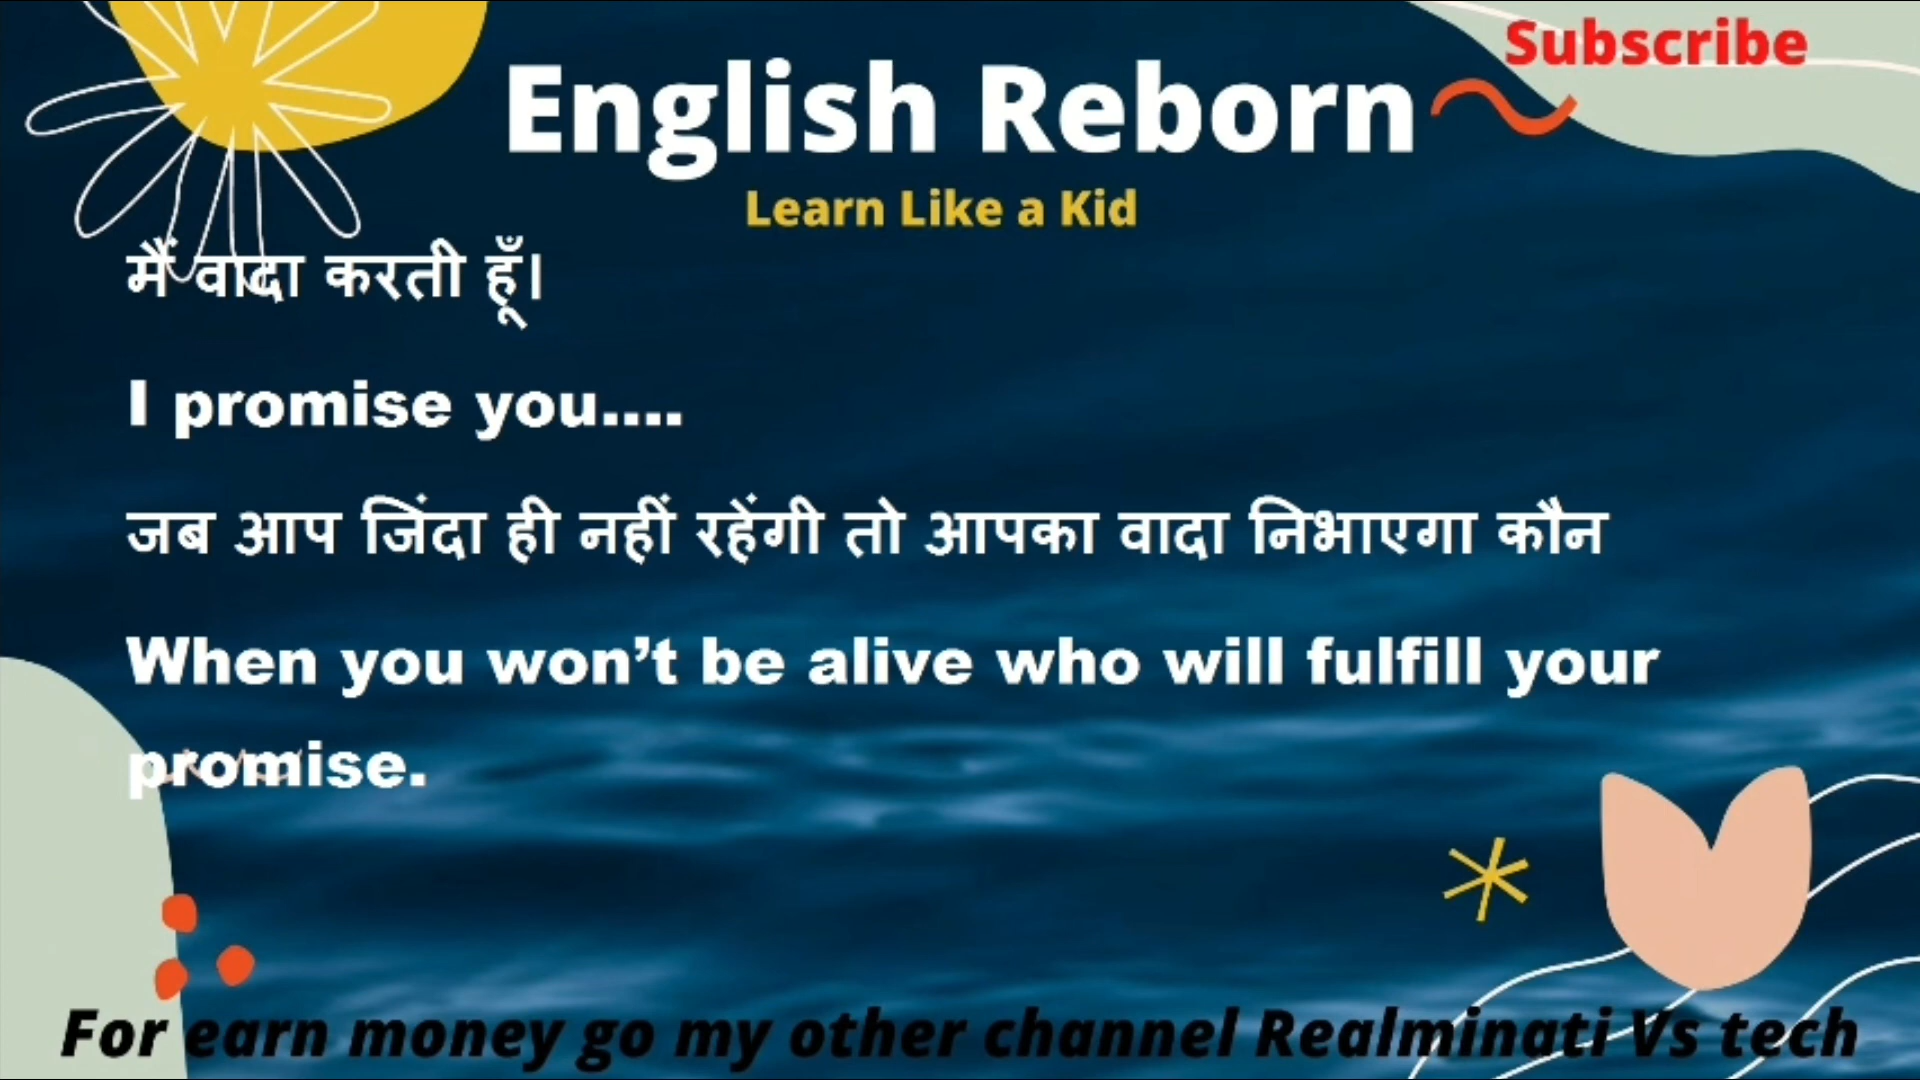 Subscribe
English Reborn
Learn Like a Kid
मैं वादा करती हूँ।
I promise you....
जब आप जिंदा ही नहीं रहेंगी तो आपका वादा निभाएगा कौन
When you won’t be alive who will fulfill your
promise.
For earn money go my other channel Realminati Vs tech